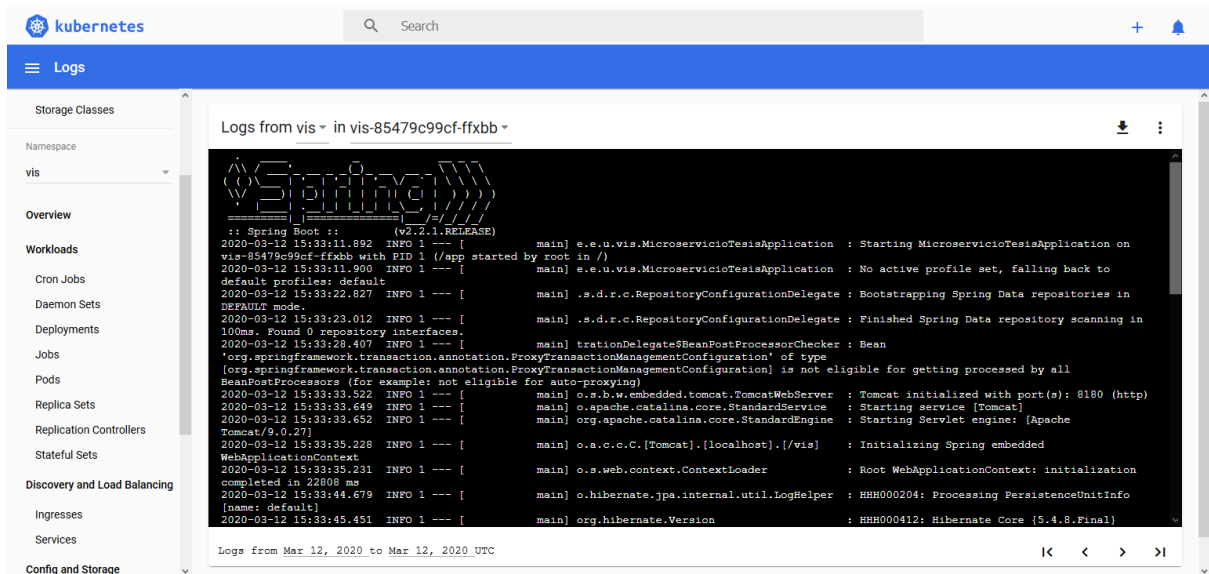 kubernetes
Search
Logs
Storage Classes
Namespace
vis
Overview
Workloads
Cron Jobs
Daemon Sets
Deployments
Jobs
Pods
Replica Sets
Replication Controllers
Stateful Sets
Discovery and Load Balancing
Ingresses
Services
Config and Storage
Logs from vis in vis-85479c99cf-ffxbb
Spring
:: Spring Boot :: (v2.2.1.RELEASE)
2020-03-12 15:33:11.892 INFO 1 --- [ main] e.e.u.vis.MicroservicioTesisApplication : Starting MicroservicioTesisApplication on
vis-85479c99cf-ffxbb with PID 1 (/app started by root in /)
2020-03-12 15:33:11.900 INFO 1 --- [ main] e.e.u.vis.MicroservicioTesisApplication : No active profile set, falling back to
default profiles: default
2020-03-12 15:33:22.827 INFO 1 --- [ main] .s.d.r.c.RepositoryConfigurationDelegate : Bootstrapping Spring Data repositories in
DEFAULT mode.
2020-03-12 15:33:23.012 INFO 1 --- [ main] .s.d.r.c.RepositoryConfigurationDelegate : Finished Spring Data repository scanning in
100ms. Found 0 repository interfaces.
2020-03-12 15:33:28.407 INFO 1 --- [ main] trationDelegate$BeanPostProcessorChecker : Bean
'org.springframework.transaction.annotation.ProxyTransactionManagementConfiguration' of type
[org.springframework.transaction.annotation.ProxyTransactionManagementConfiguration] is not eligible for getting processed by all
BeanPostProcessors (for example: not eligible for auto-proxying)
2020-03-12 15:33:33.522 INFO 1 --- [ main] o.s.b.w.embedded.tomcat.TomcatWebServer : Tomcat initialized with port(s): 8180 (http)
2020-03-12 15:33:33.649 INFO 1 --- [ main] o.apache.catalina.core.StandardService : Starting service [Tomcat]
2020-03-12 15:33:33.652 INFO 1 --- [ main] org.apache.catalina.core.StandardEngine : Starting Servlet engine: [Apache
Tomcat/9.0.27]
2020-03-12 15:33:35.228 INFO 1 --- [ main] o.a.c.c.C.[Tomcat].[localhost].[/vis] : Initializing Spring embedded
WebApplicationContext
2020-03-12 15:33:35.231 INFO 1 --- [ main] o.s.web.context.ContextLoader : Root WebApplicationContext: initialization
completed in 22808 ms
2020-03-12 15:33:44.679 INFO 1 --- [ main] o.hibernate.jpa.internal.util.LogHelper : HHH000204: Processing PersistenceUnitInfo
[name: default]
2020-03-12 15:33:45.451 INFO 1 --- [ main] org.hibernate.Version : HHH000412: Hibernate Core {5.4.8.Final}
Logs from Mar 12, 2020 to Mar 12, 2020 UTC